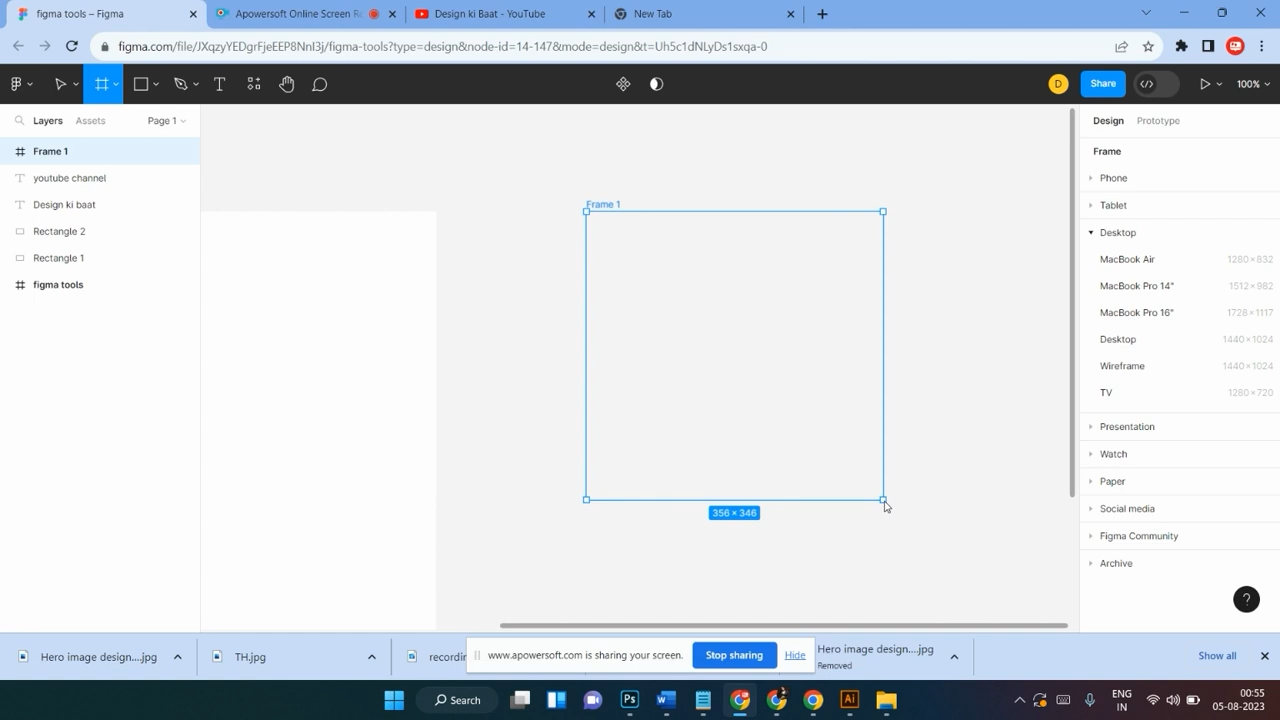 figma tools – Figma
Apowersoft Online Screen Re
Design ki Baat - YouTube
New Tab
figma.com/file/JXqzyYEDgrFjeEEP8NnI3j/figma-tools?type=design&node-id=14-147&mode=design&t=Uh5c1dNLyDs1sxqa-0
D
Share
100%
Layers
Assets
Page 1
Frame 1
youtube channel
Design ki baat
Rectangle 2
Rectangle 1
figma tools
Frame 1
356 × 346
Design
Prototype
Frame
Phone
Tablet
Desktop
MacBook Air 1280×832
MacBook Pro 14" 1512×982
MacBook Pro 16" 1728×1117
Desktop 1440×1024
Wireframe 1440×1024
TV 1280×720
Presentation
Watch
Paper
Social media
Figma Community
Archive
?
Hero image design....jpg
TH.jpg
recordin
www.apowersoft.com is sharing your screen.
Stop sharing
Hide
Hero image design....jpg
Removed
Show all
Search
Ps
Ai
ENG
IN
00:55
05-08-2023